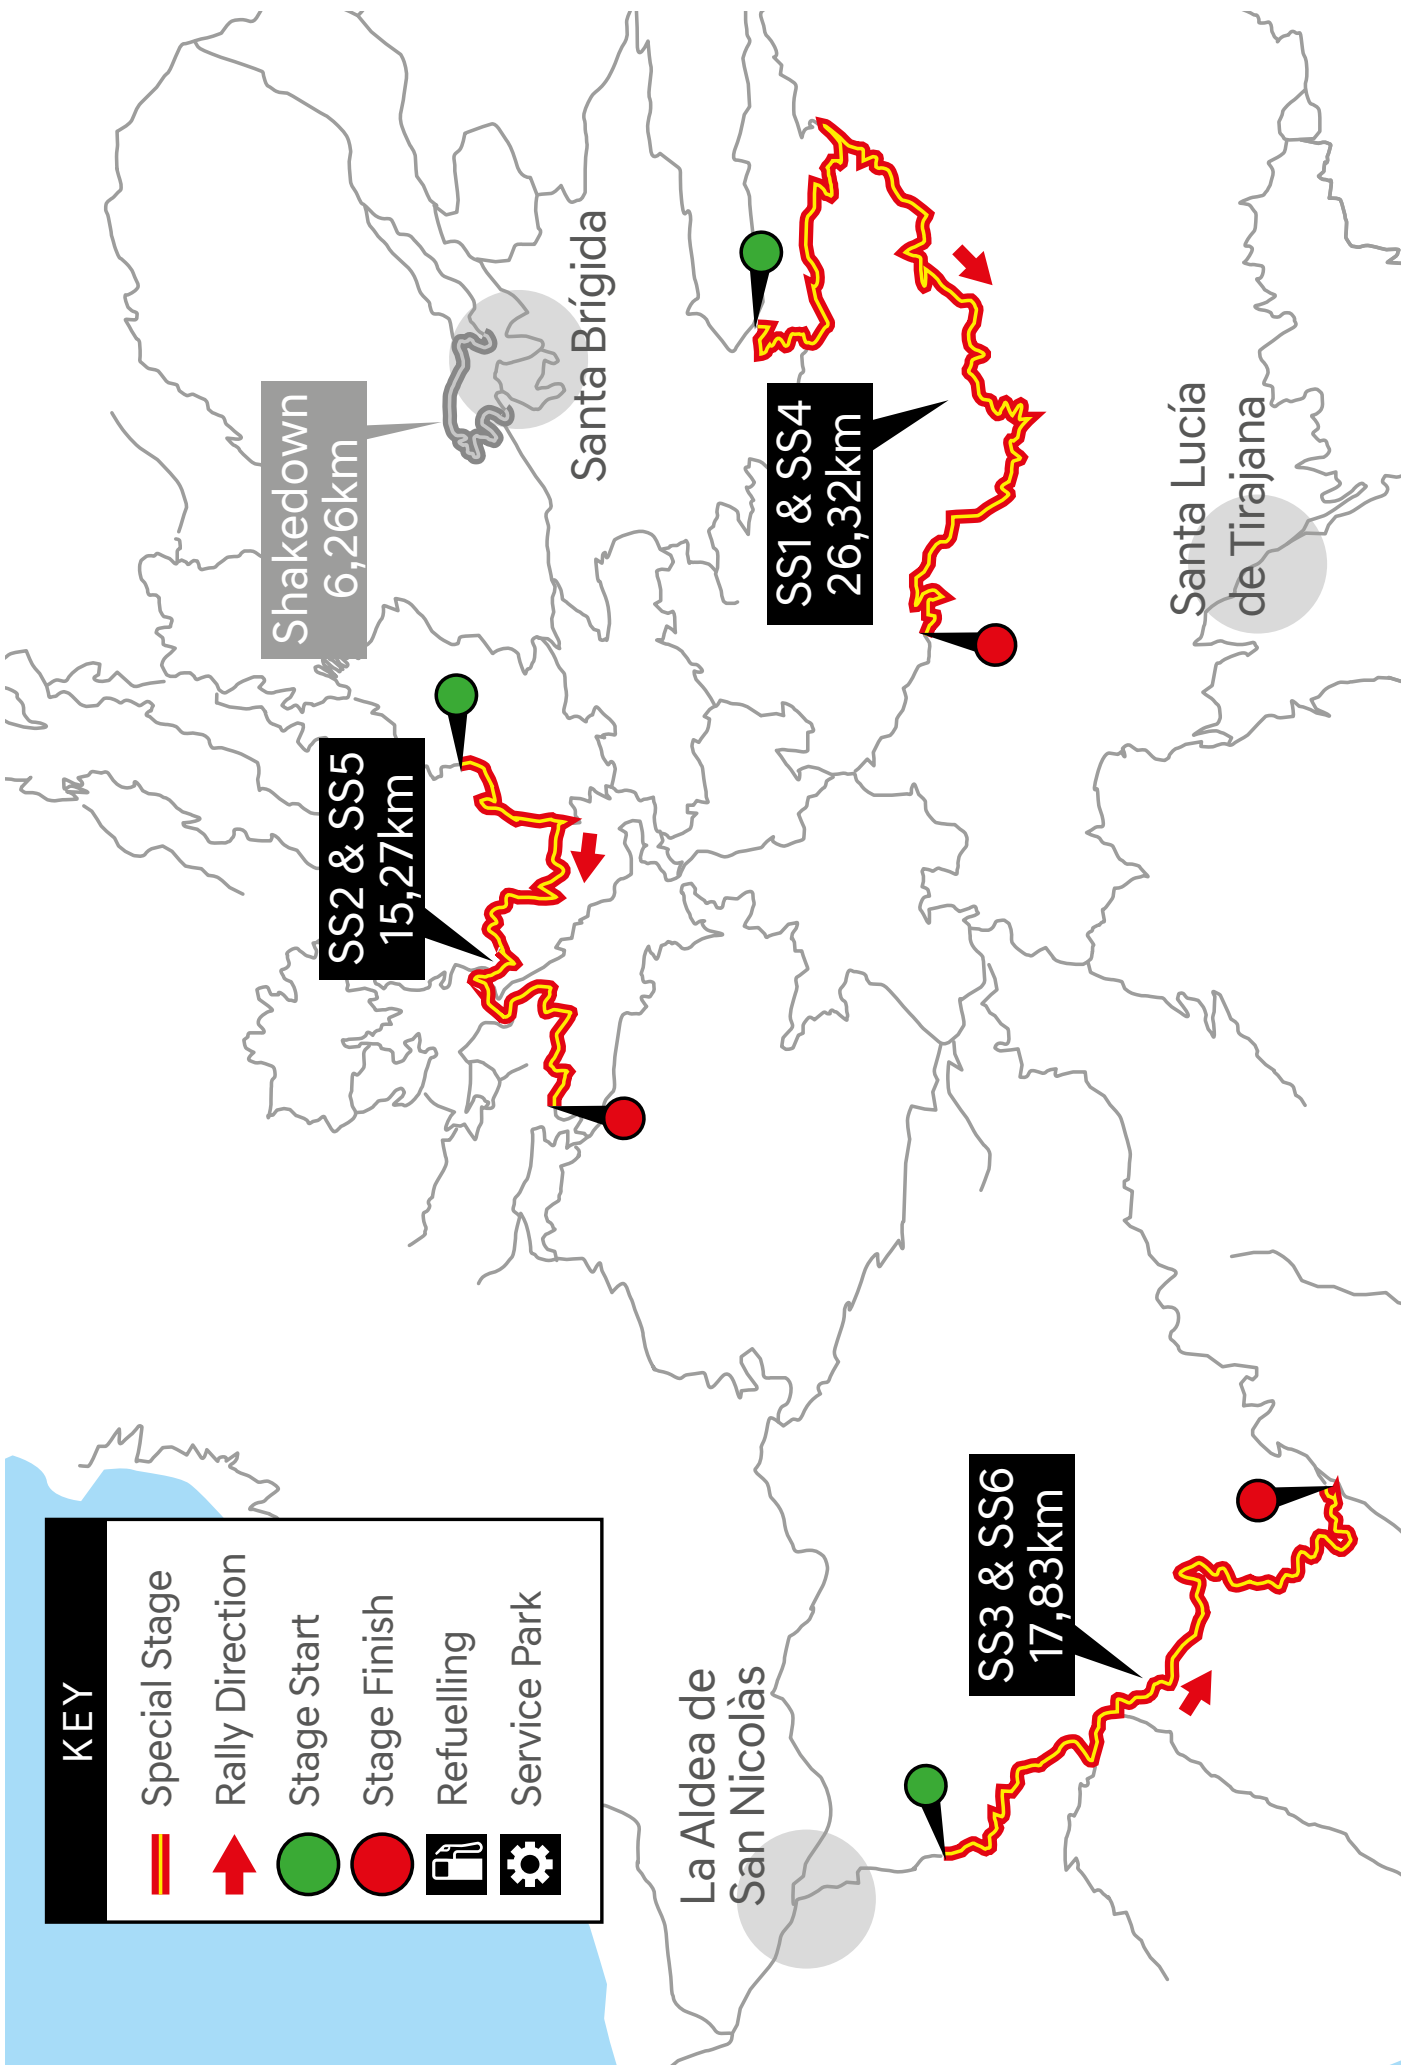 KEY
Special Stage
Rally Direction
Stage Start
Stage Finish
Refuelling
Service Park
SS2 & SS5
15,27km
Shakedown
6,26km
Santa Brígida
SS1 & SS4
26,32km
La Aldea de
San Nicolàs
SS3 & SS6
17,83km
Santa Lucía
de Tirajana